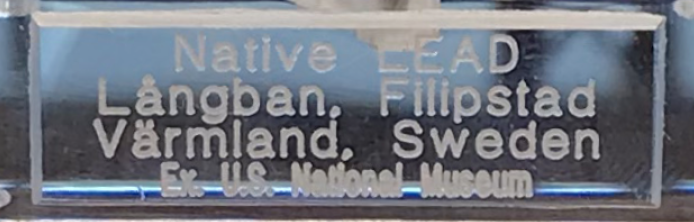 Native LEAD
Långban, Filipstad
Värmland, Sweden
Ex. U.S. National Museum